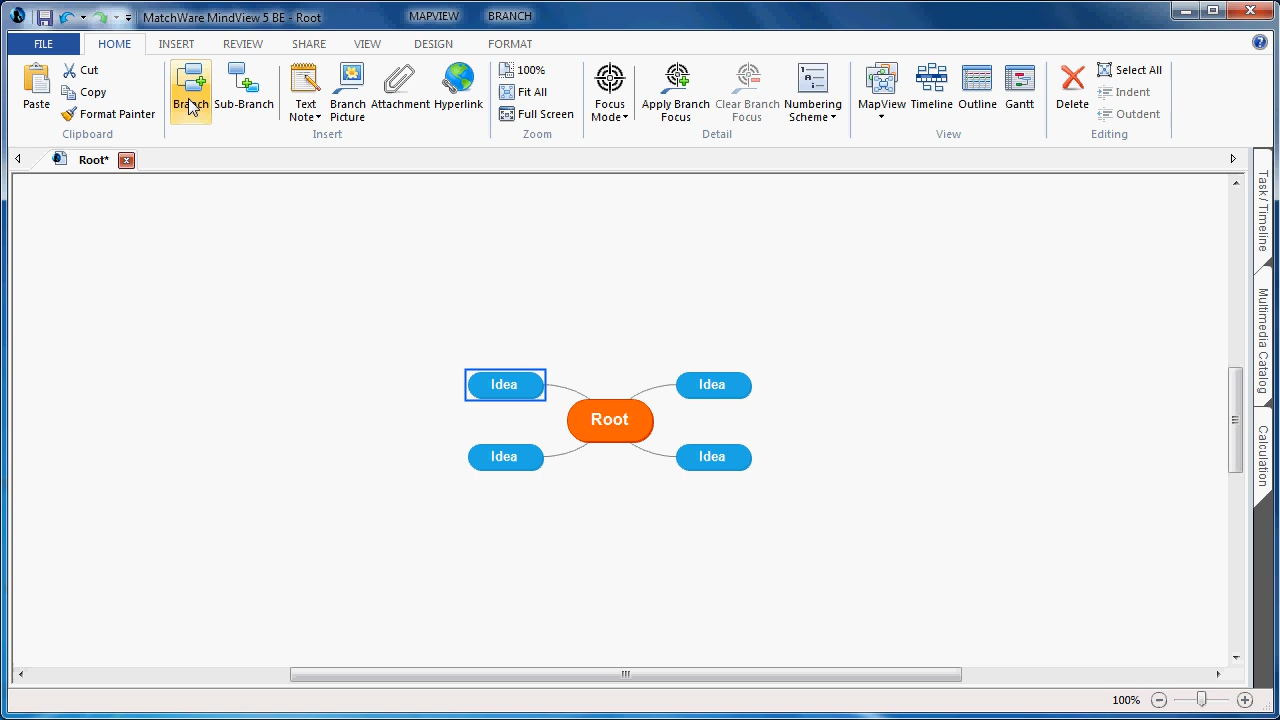 MatchWare MindView 5 BE - Root
MAPVIEW
BRANCH
FILE
HOME
INSERT
REVIEW
SHARE
VIEW
DESIGN
FORMAT
Paste
Cut
Copy
Format Painter
Clipboard
Branch
Sub-Branch
Text Note
Branch Picture
Attachment
Hyperlink
Insert
100%
Fit All
Full Screen
Zoom
Focus Mode
Apply Branch Focus
Clear Branch Focus
Numbering Scheme
Detail
MapView
Timeline
Outline
Gantt
View
Delete
Select All
Indent
Outdent
Editing
Root*
Task/Timeline
Multimedia Catalog
Calculation
Idea
Idea
Root
Idea
Idea
100%